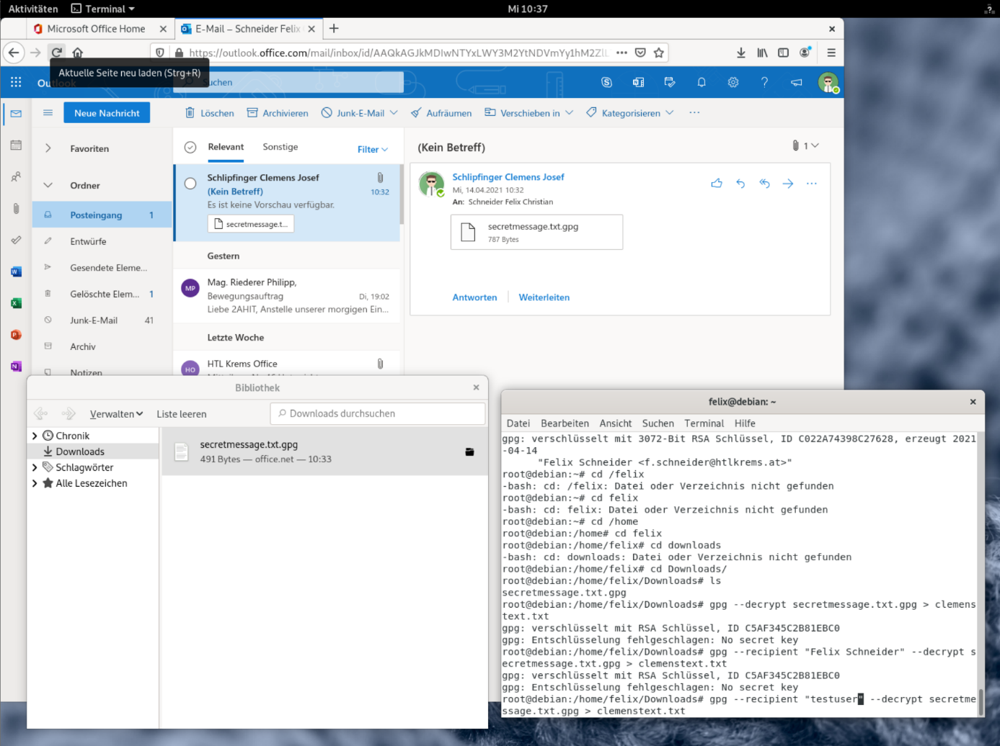 Aktivitäten
Terminal
Mi 10:37
Microsoft Office Home
E-Mail – Schneider Felix
https://outlook.office.com/mail/inbox/id/AAQkAGJkMDIwNTYxLWY3M2YtNDVmYy1hM2ZlL
Aktuelle Seite neu laden (Strg+R)
Suchen
Neue Nachricht
Löschen
Archivieren
Junk-E-Mail
Aufräumen
Verschieben in
Kategorisieren
Favoriten
Ordner
Posteingang 1
Entwürfe
Gesendete Eleme...
Gelöschte Elem... 1
Junk-E-Mail 41
Archiv
Notizen
Relevant
Sonstige
Filter
Schlipfinger Clemens Josef
(Kein Betreff) 10:32
Es ist keine Vorschau verfügbar.
secretmessage.t...
Gestern
MP
Mag. Riederer Philipp,
Bewegungsauftrag Di, 19:02
Liebe 2AHIT, Anstelle unserer morgigen Ein...
Letzte Woche
HO
HTL Krems Office
(Kein Betreff)
1
Schlipfinger Clemens Josef
Mi, 14.04.2021 10:32
An: Schneider Felix Christian
secretmessage.txt.gpg
787 Bytes
Antworten
Weiterleiten
Bibliothek
Verwalten
Liste leeren
Downloads durchsuchen
Chronik
Downloads
Schlagwörter
Alle Lesezeichen
secretmessage.txt.gpg
491 Bytes — office.net — 10:33
felix@debian: ~
Datei Bearbeiten Ansicht Suchen Terminal Hilfe
gpg: verschlüsselt mit 3072-Bit RSA Schlüssel, ID C022A74398C27628, erzeugt 2021
-04-14
"Felix Schneider <f.schneider@htlkrems.at>"
root@debian:~# cd /felix
-bash: cd: /felix: Datei oder Verzeichnis nicht gefunden
root@debian:~# cd felix
-bash: cd: felix: Datei oder Verzeichnis nicht gefunden
root@debian:~# cd /home
root@debian:/home# cd felix
root@debian:/home/felix# cd downloads
-bash: cd: downloads: Datei oder Verzeichnis nicht gefunden
root@debian:/home/felix# cd Downloads/
root@debian:/home/felix/Downloads# ls
secretmessage.txt.gpg
root@debian:/home/felix/Downloads# gpg --decrypt secretmessage.txt.gpg > clemens
text.txt
gpg: verschlüsselt mit RSA Schlüssel, ID C5AF345C2B81EBC0
gpg: Entschlüsselung fehlgeschlagen: No secret key
root@debian:/home/felix/Downloads# gpg --recipient "Felix Schneider" --decrypt s
ecretmessage.txt.gpg > clemenstext.txt
gpg: verschlüsselt mit RSA Schlüssel, ID C5AF345C2B81EBC0
gpg: Entschlüsselung fehlgeschlagen: No secret key
root@debian:/home/felix/Downloads# gpg --recipient "testuser" --decrypt secretme
ssage.txt.gpg > clemenstext.txt